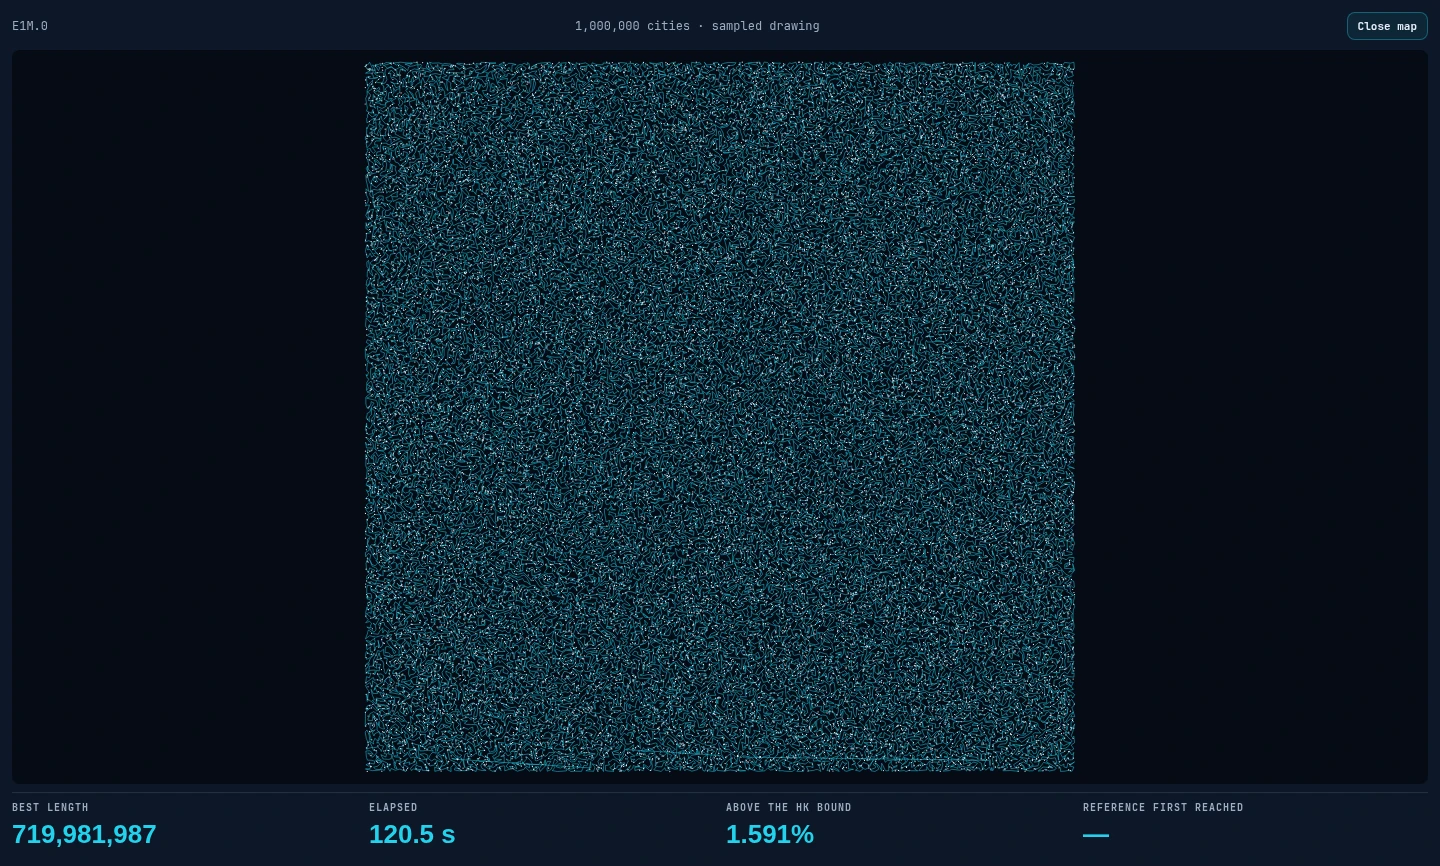 E1M.0
1,000,000 cities · sampled drawing
Close map
BEST LENGTH
719,981,987
ELAPSED
120.5 s
ABOVE THE HK BOUND
1.591%
REFERENCE FIRST REACHED
—